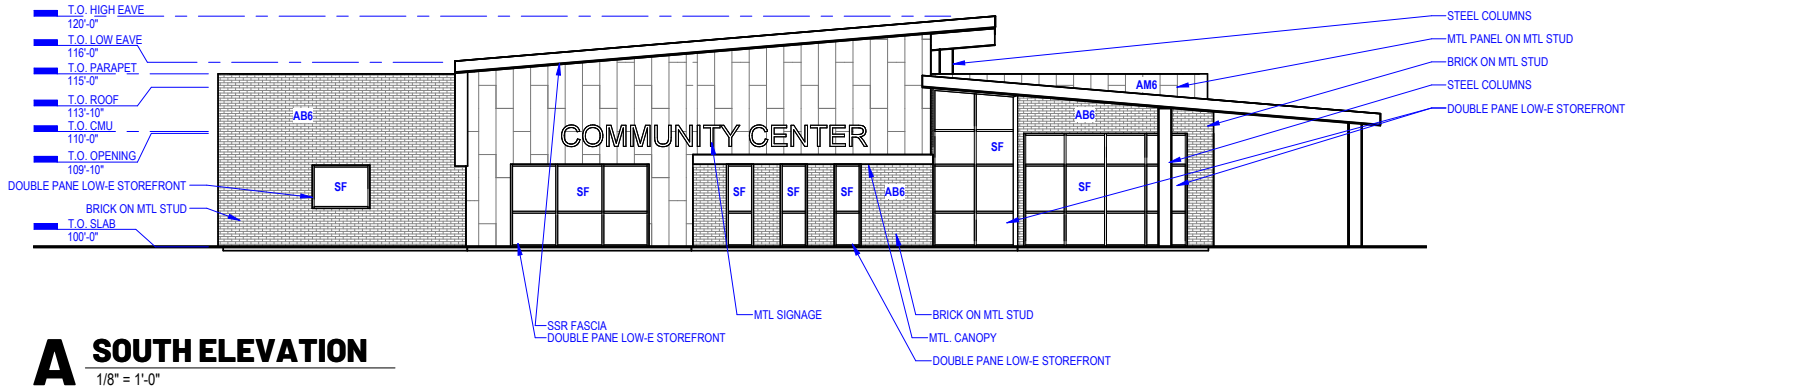 T.O. HIGH EAVE
120'-0"
T.O. LOW EAVE
116'-0"
T.O. PARAPET
115'-0"
T.O. ROOF
113'-10"
T.O. CMU
110'-0"
T.O. OPENING
109'-10"
DOUBLE PANE LOW-E STOREFRONT
BRICK ON MTL STUD
T.O. SLAB
100'-0"
AB6
SF
COMMUNITY CENTER
SF
SF
SF
SF
AB6
SF
AB6
AM6
SF
STEEL COLUMNS
MTL PANEL ON MTL STUD
BRICK ON MTL STUD
STEEL COLUMNS
DOUBLE PANE LOW-E STOREFRONT
SSR FASCIA
DOUBLE PANE LOW-E STOREFRONT
MTL SIGNAGE
BRICK ON MTL STUD
MTL. CANOPY
DOUBLE PANE LOW-E STOREFRONT
A SOUTH ELEVATION
1/8" = 1'-0"